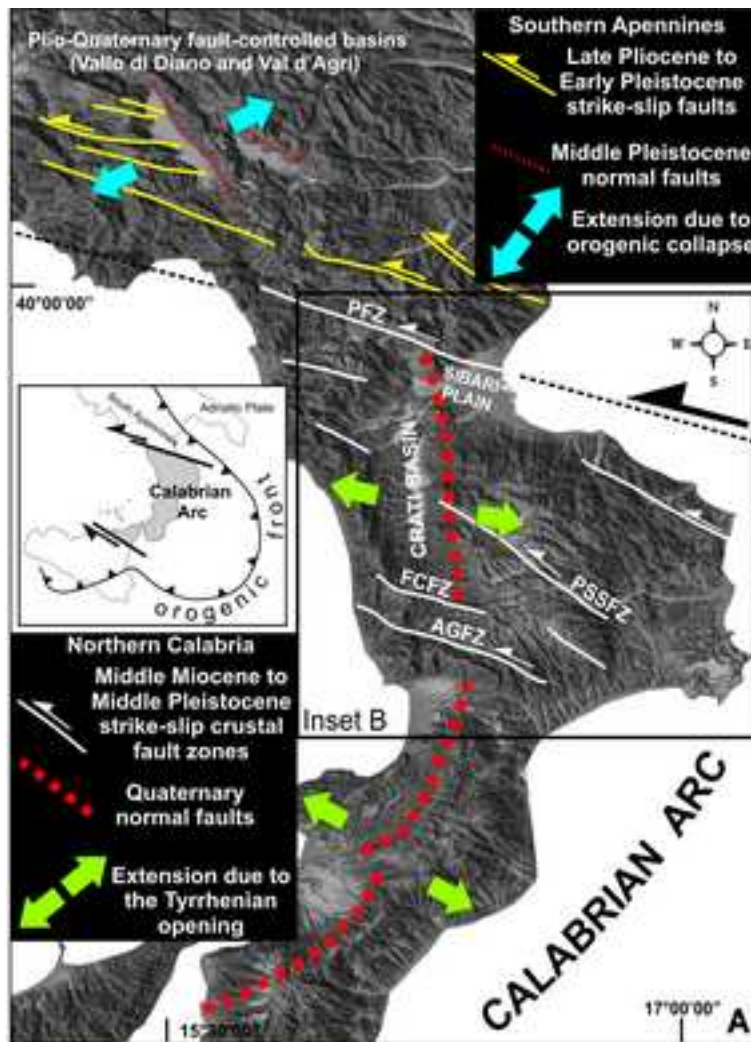 Plio-Quaternary fault-controlled basins
(Vallo di Diano and Val d'Agri)
Southern Apennines
Late Pliocene to
Early Pleistocene
strike-slip faults
Middle Pleistocene
normal faults
Extension due to
orogenic collapse
40°00'00"
PFZ
N
W
E
S
SIBARI
PLAIN
CRATI BASIN
FCFZ
AGFZ
PSSFZ
Inset B
South Apennines
Adriatic Plate
Calabrian
Arc
orogenic front
Northern Calabria
Middle Miocene to
Middle Pleistocene
strike-slip crustal
fault zones
Quaternary
normal faults
Extension due to
the Tyrrhenian
opening
CALABRIAN ARC
15°30'00"
17°00'00"
A